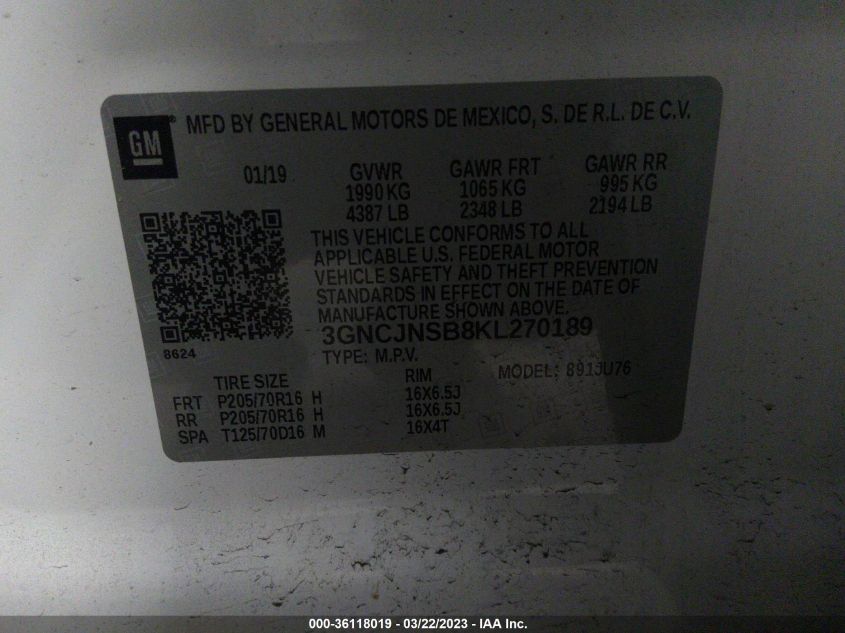 GM ® MFD BY GENERAL MOTORS DE MEXICO, S. DE R.L. DE C.V.
01/19 GVWR GAWR FRT GAWR RR
1990 KG 1065 KG 995 KG
4387 LB 2348 LB 2194 LB
THIS VEHICLE CONFORMS TO ALL
APPLICABLE U.S. FEDERAL MOTOR
VEHICLE SAFETY AND THEFT PREVENTION
STANDARDS IN EFFECT ON THE DATE OF
MANUFACTURE SHOWN ABOVE.
3GNCJNSB8KL270189
8624
TYPE: M.P.V. MODEL: 891JU76
TIRE SIZE RIM
FRT P205/70R16 H 16X6.5J
RR P205/70R16 H 16X6.5J
SPA T125/70D16 M 16X4T
000-36118019 - 03/22/2023 - IAA Inc.